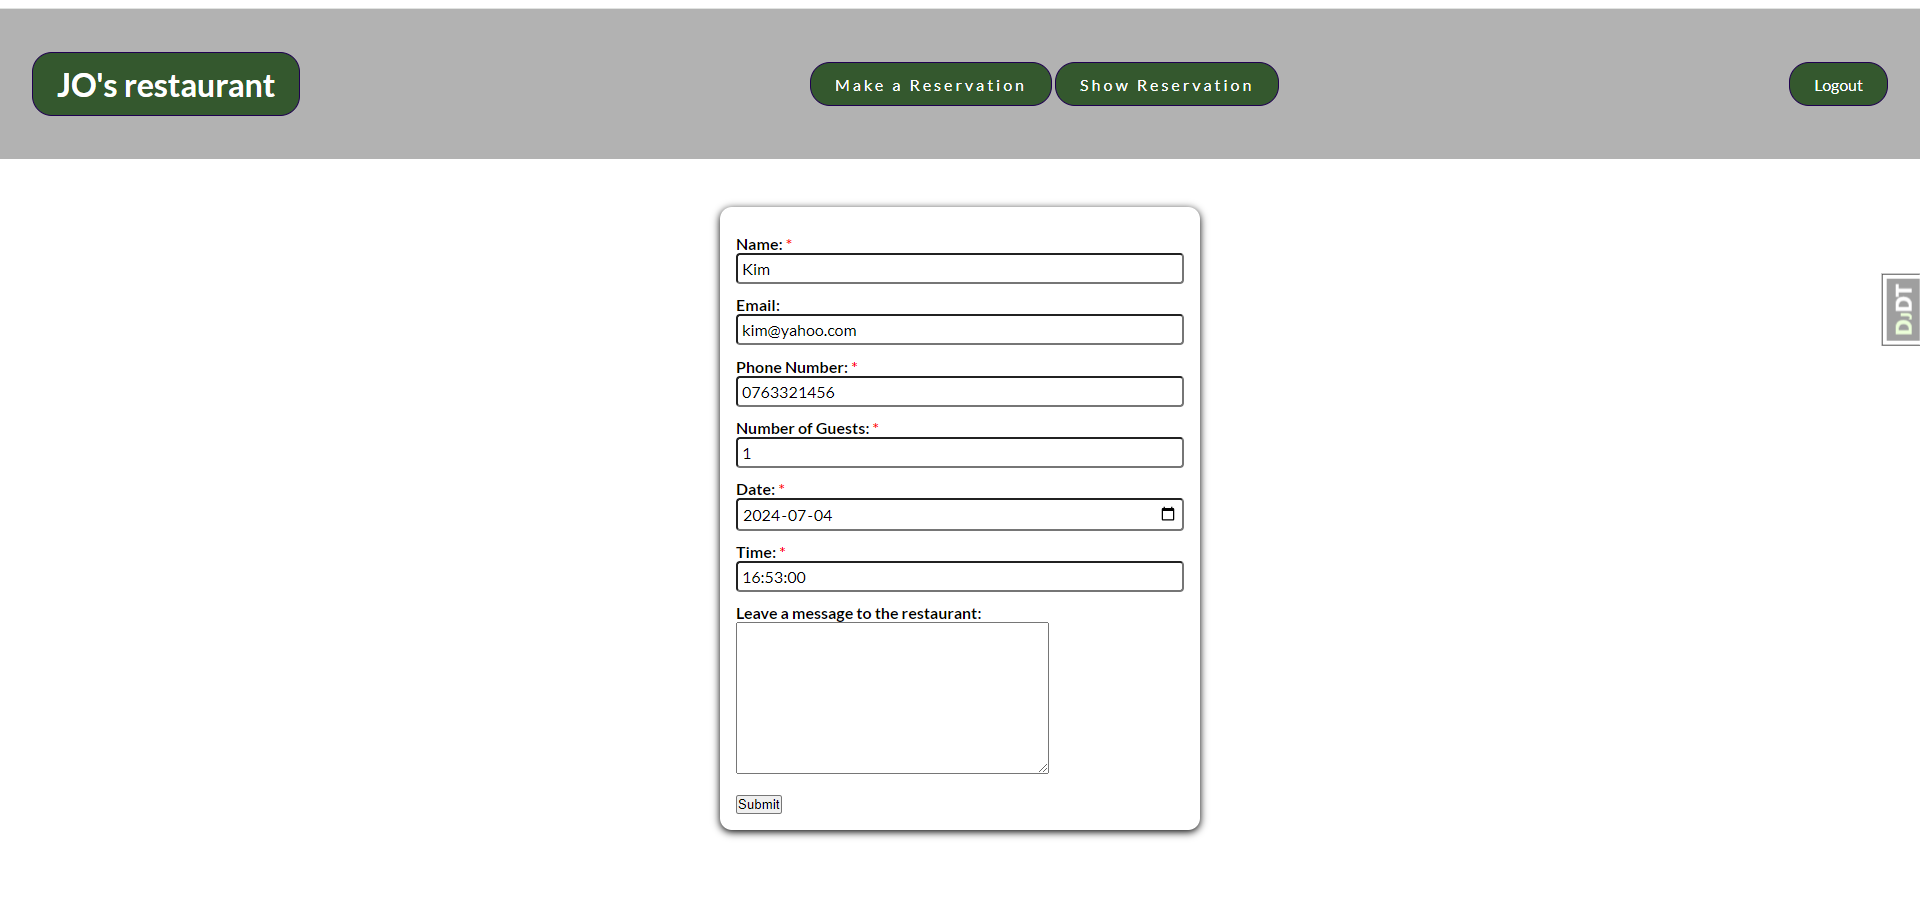 JO's restaurant
Make a Reservation
Show Reservation
Logout
Name: *
Kim
Email:
kim@yahoo.com
Phone Number: *
0763321456
Number of Guests: *
1
Date: *
2024-07-04
Time: *
16:53:00
Leave a message to the restaurant:
Submit
DJDT